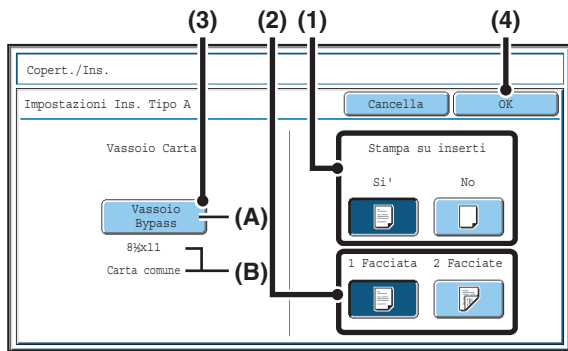 (3) (2) (1) (4)
Copert./Ins.
Impostazioni Ins. Tipo A Cancella OK
Vassoio Carta Stampa su inserti
Si' No
Vassoio
Bypass (A)
8½x11
Carta comune (B)
1 Facciata 2 Facciate